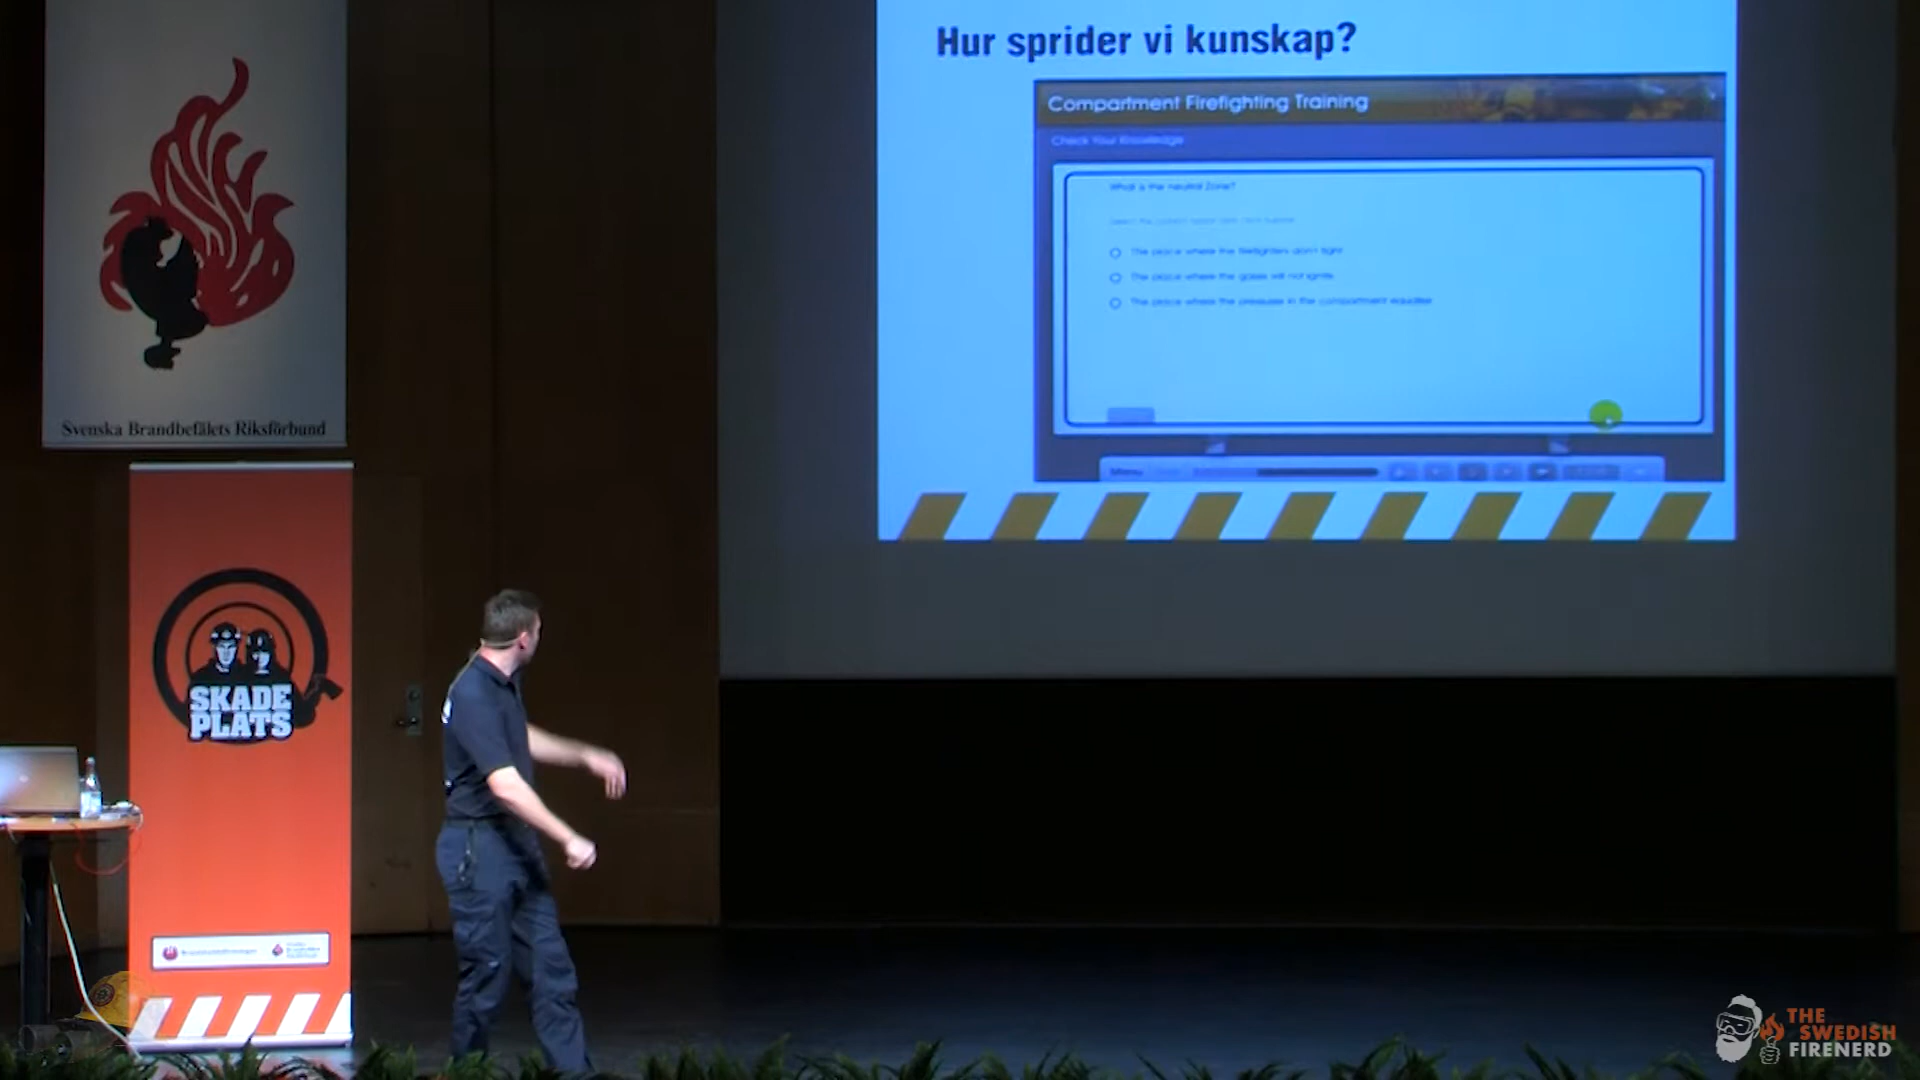 Hur sprider vi kunskap?
Compartment Firefighting Training
Check Your Knowledge
What is the neutral Zone?
The place where the firefighters don't fight
The place where the gases will not ignite
The place where the pressures in the compartment equalise
Menu
Svenska Brandbefälets Riksförbund
SKADE
PLATS
THE
SWEDISH
FIRENERD